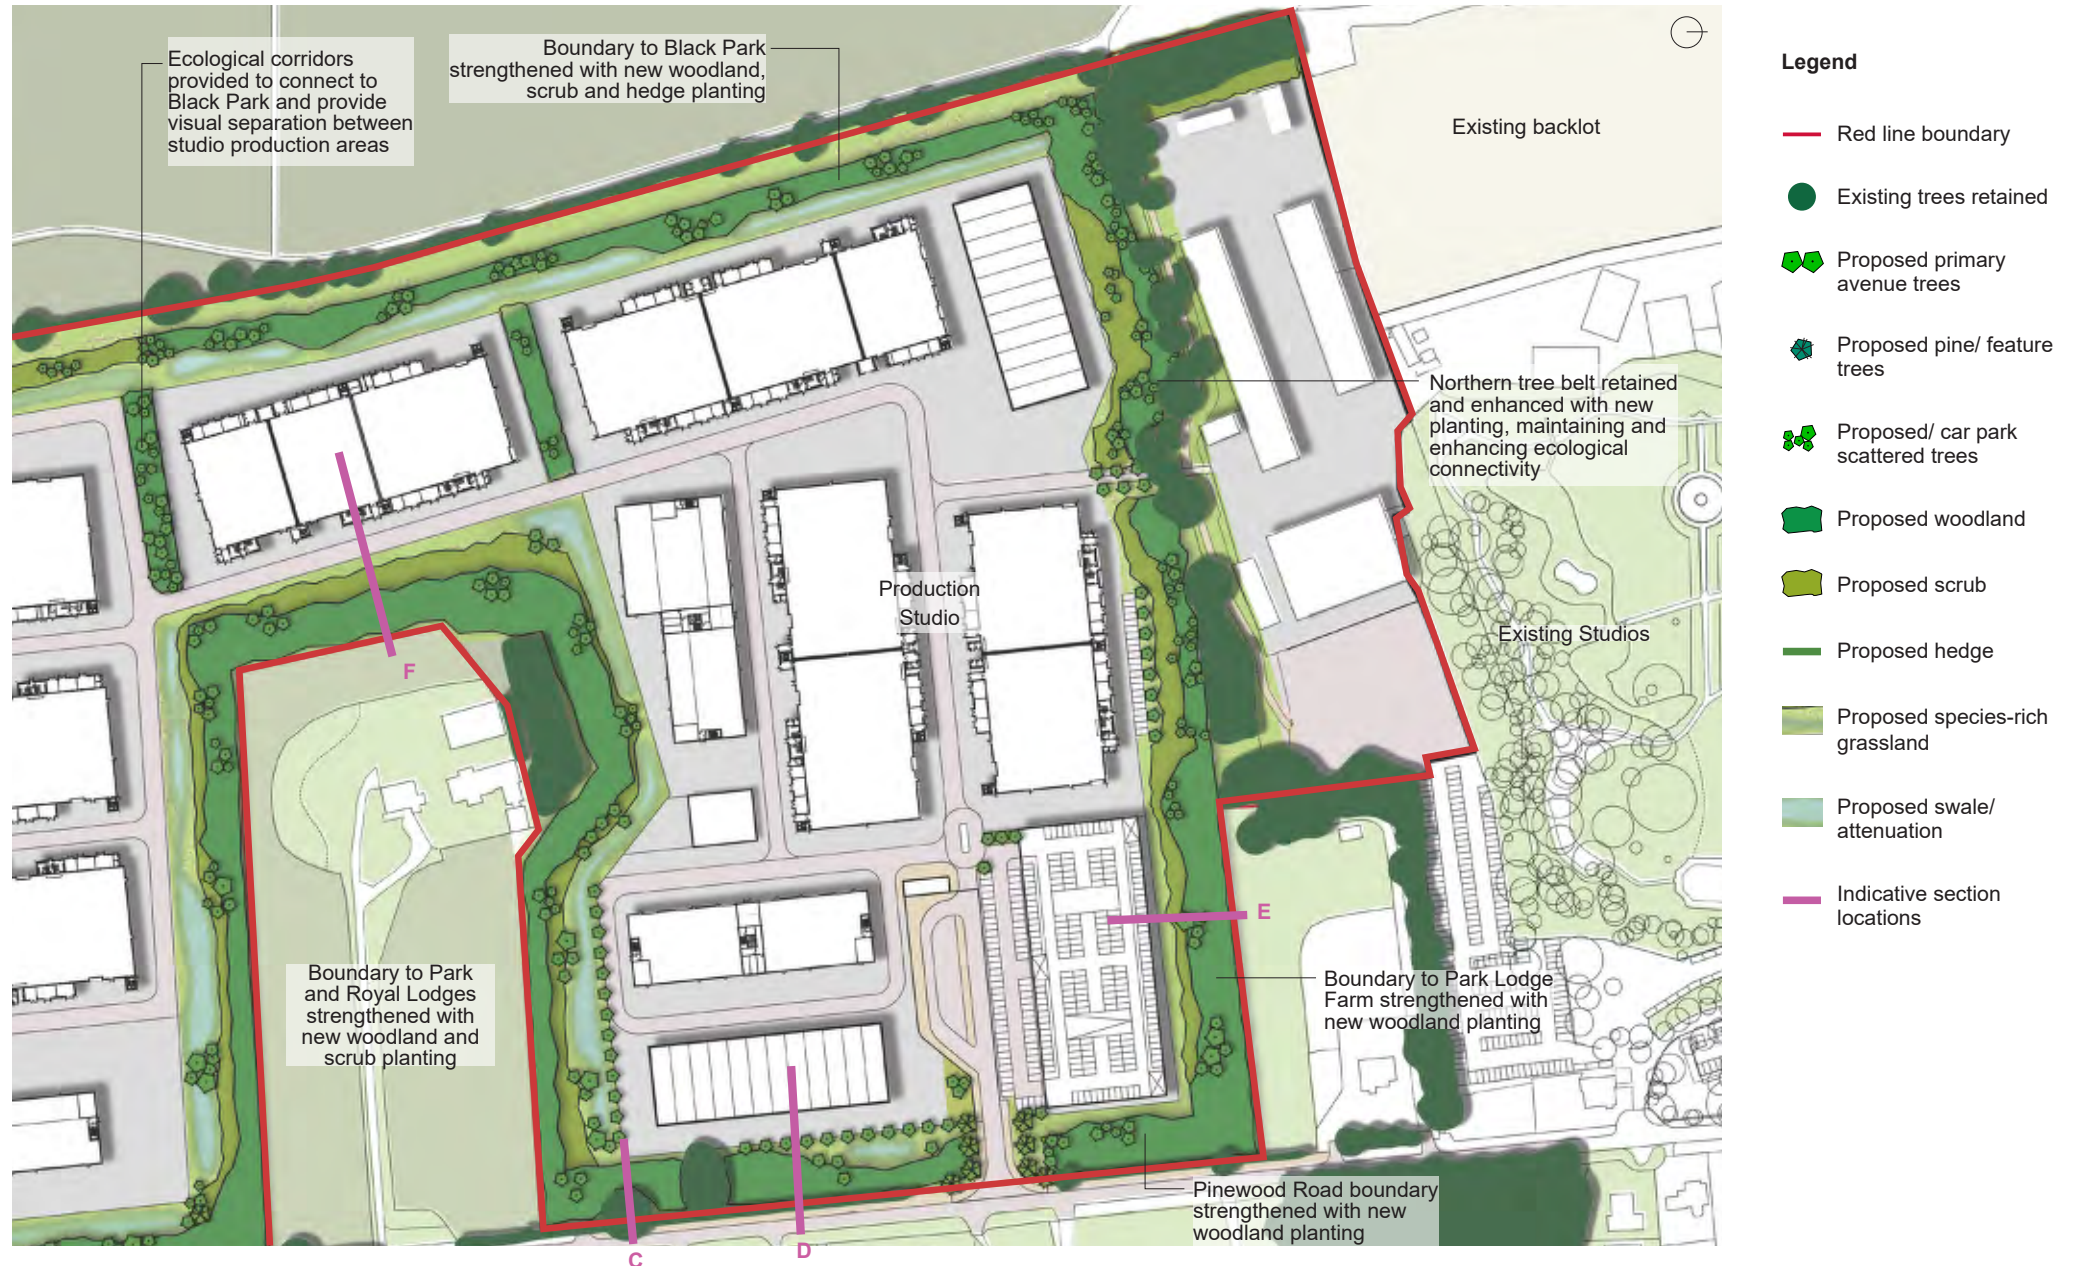 Ecological corridors
provided to connect to
Black Park and provide
visual separation between
studio production areas
Boundary to Black Park
strengthened with new woodland,
scrub and hedge planting
Existing backlot
Northern tree belt retained
and enhanced with new
planting, maintaining and
enhancing ecological
connectivity
Production
Studio
Existing Studios
F
E
Boundary to Park
and Royal Lodges
strengthened with
new woodland and
scrub planting
Boundary to Park Lodge
Farm strengthened with
new woodland planting
Pinewood Road boundary
strengthened with new
woodland planting
C
D
Legend
Red line boundary
Existing trees retained
Proposed primary
avenue trees
Proposed pine/ feature
trees
Proposed/ car park
scattered trees
Proposed woodland
Proposed scrub
Proposed hedge
Proposed species-rich
grassland
Proposed swale/
attenuation
Indicative section
locations